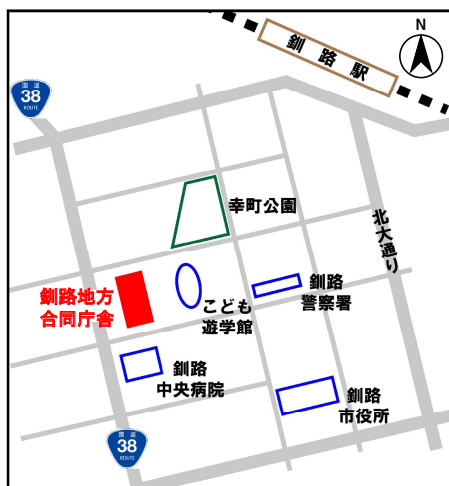 釧路駅
N
国道
38
ROUTE
幸町公園
北大通り
釧路地方
合同庁舎
こども
遊学館
釧路
警察署
釧路
中央病院
釧路
市役所
国道
38
ROUTE